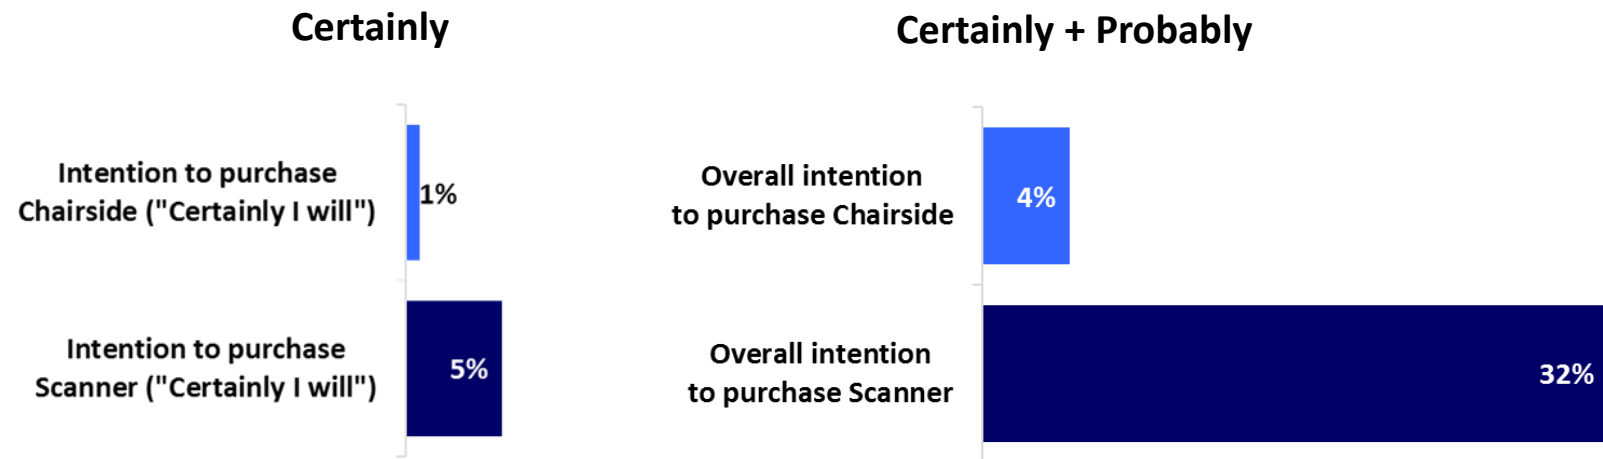 Certainly
Intention to purchase
Chairside ("Certainly I will")
1%
Intention to purchase
Scanner ("Certainly I will")
5%
Certainly + Probably
Overall intention
to purchase Chairside
4%
Overall intention
to purchase Scanner
32%